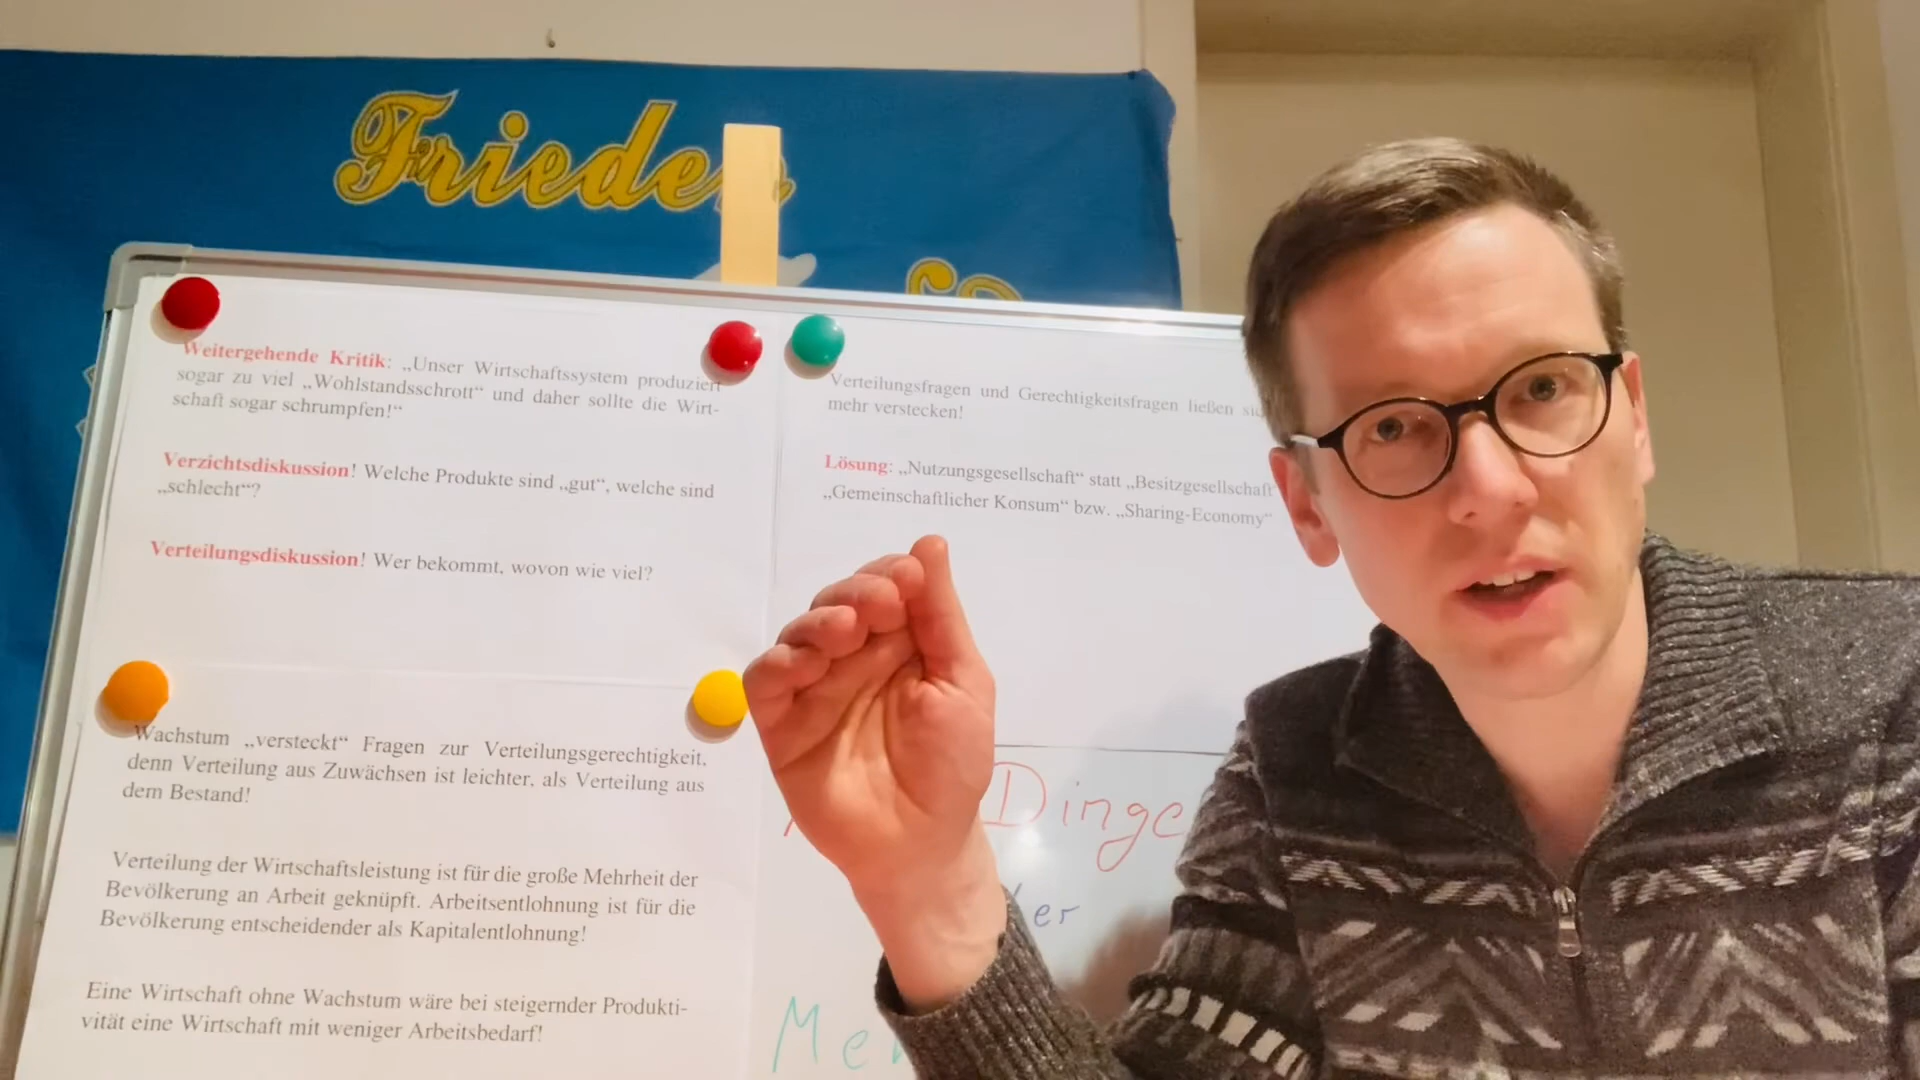 Frieden
Weitergehende Kritik: „Unser Wirtschaftssystem produziert
sogar zu viel „Wohlstandsschrott“ und daher sollte die Wirt-
schaft sogar schrumpfen!“
Verzichtsdiskussion! Welche Produkte sind „gut“, welche sind
„schlecht“?
Verteilungsdiskussion! Wer bekommt, wovon wie viel?
Wachstum „versteckt“ Fragen zur Verteilungsgerechtigkeit,
denn Verteilung aus Zuwächsen ist leichter, als Verteilung aus
dem Bestand!
Verteilung der Wirtschaftsleistung ist für die große Mehrheit der
Bevölkerung an Arbeit geknüpft. Arbeitsentlohnung ist für die
Bevölkerung entscheidender als Kapitalentlohnung!
Eine Wirtschaft ohne Wachstum wäre bei steigernder Produkti-
vität eine Wirtschaft mit weniger Arbeitsbedarf!
Verteilungsfragen und Gerechtigkeitsfragen ließen
mehr verstecken!
Lösung: „Nutzungsgesellschaft“ statt „Besitzgesellschaft
„Gemeinschaftlicher Konsum“ bzw. „Sharing-Economy“
Dinge